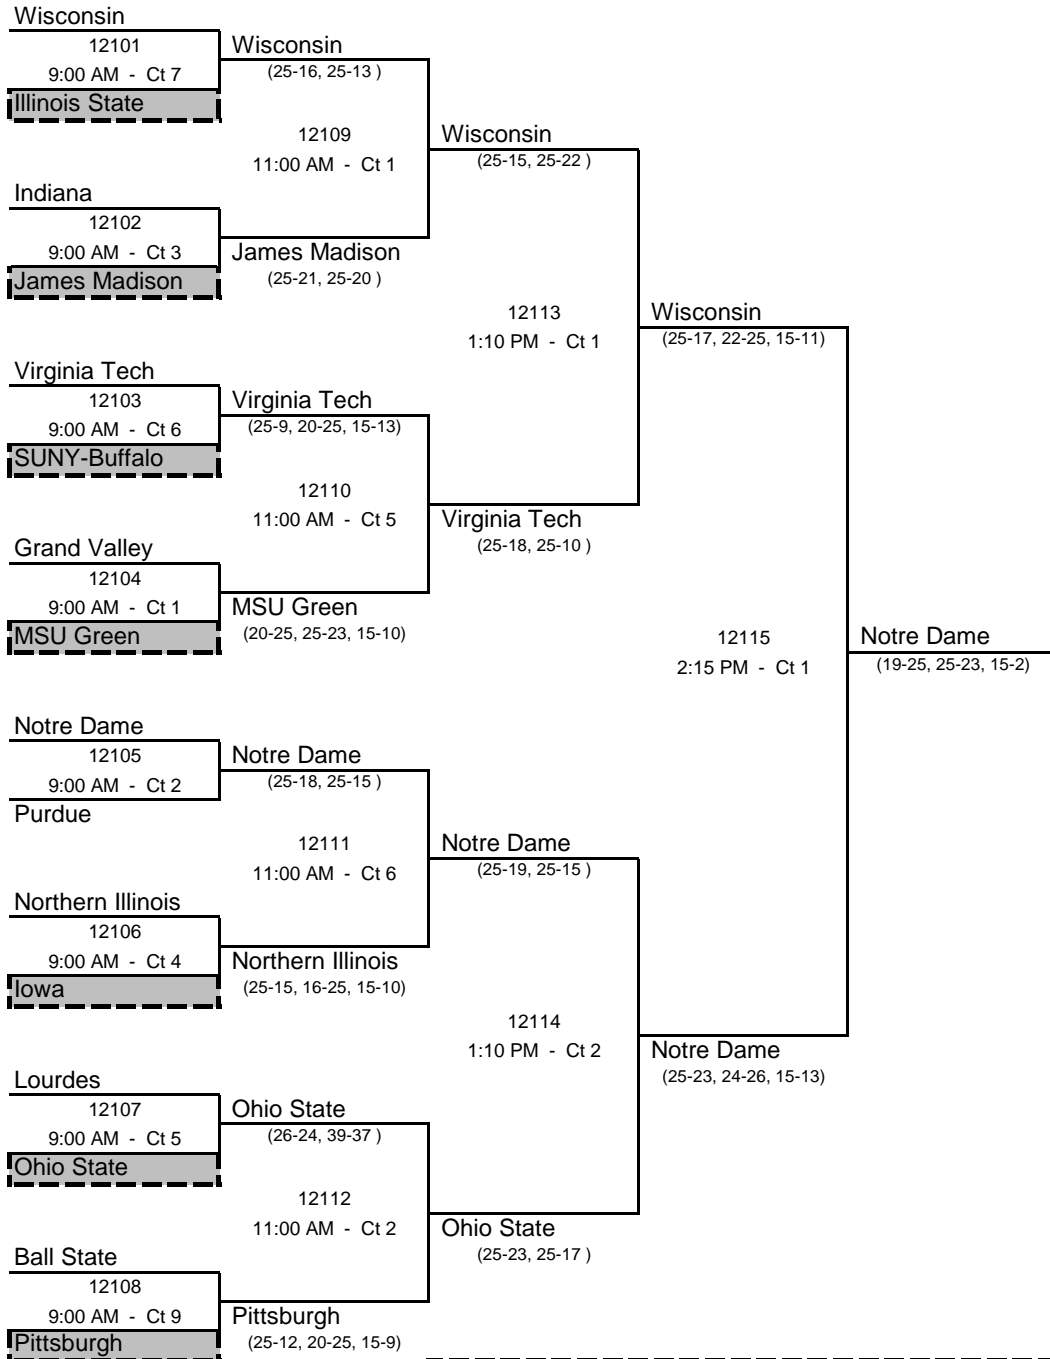 Wisconsin
12101
9:00 AM - Ct 7
Illinois State
Wisconsin
(25-16, 25-13 )
12109
11:00 AM - Ct 1
Indiana
12102
9:00 AM - Ct 3
James Madison
James Madison
(25-21, 25-20 )
Wisconsin
(25-15, 25-22 )
12113
1:10 PM - Ct 1
Virginia Tech
12103
9:00 AM - Ct 6
SUNY-Buffalo
Virginia Tech
(25-9, 20-25, 15-13)
12110
11:00 AM - Ct 5
Grand Valley
12104
9:00 AM - Ct 1
MSU Green
MSU Green
(20-25, 25-23, 15-10)
Virginia Tech
(25-18, 25-10 )
Wisconsin
(25-17, 22-25, 15-11)
12115
2:15 PM - Ct 1
Notre Dame
(19-25, 25-23, 15-2)
Notre Dame
12105
9:00 AM - Ct 2
Purdue
Notre Dame
(25-18, 25-15 )
12111
11:00 AM - Ct 6
Northern Illinois
12106
9:00 AM - Ct 4
Iowa
Northern Illinois
(25-15, 16-25, 15-10)
Notre Dame
(25-19, 25-15 )
12114
1:10 PM - Ct 2
Notre Dame
(25-23, 24-26, 15-13)
Lourdes
12107
9:00 AM - Ct 5
Ohio State
Ohio State
(26-24, 39-37 )
12112
11:00 AM - Ct 2
Ohio State
(25-23, 25-17 )
Ball State
12108
9:00 AM - Ct 9
Pittsburgh
Pittsburgh
(25-12, 20-25, 15-9)